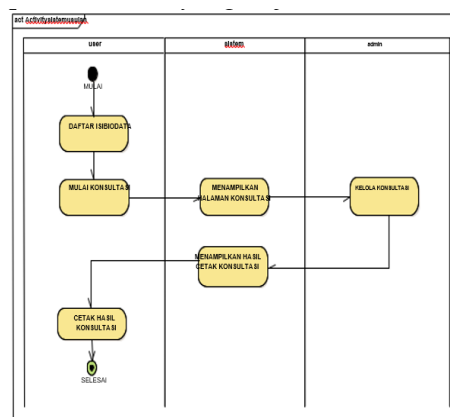 act Activitysistemusulan
user
sistem
admin
MULAI
DAFTAR ISIBIODATA
MULAI KONSULTASI
MENAMPILKAN
HALAMAN KONSULTASI
KELOLA KONSULTASI
MENAMPILKAN HASIL
CETAK KONSULTASI
CETAK HASIL
KONSULTASI
SELESAI